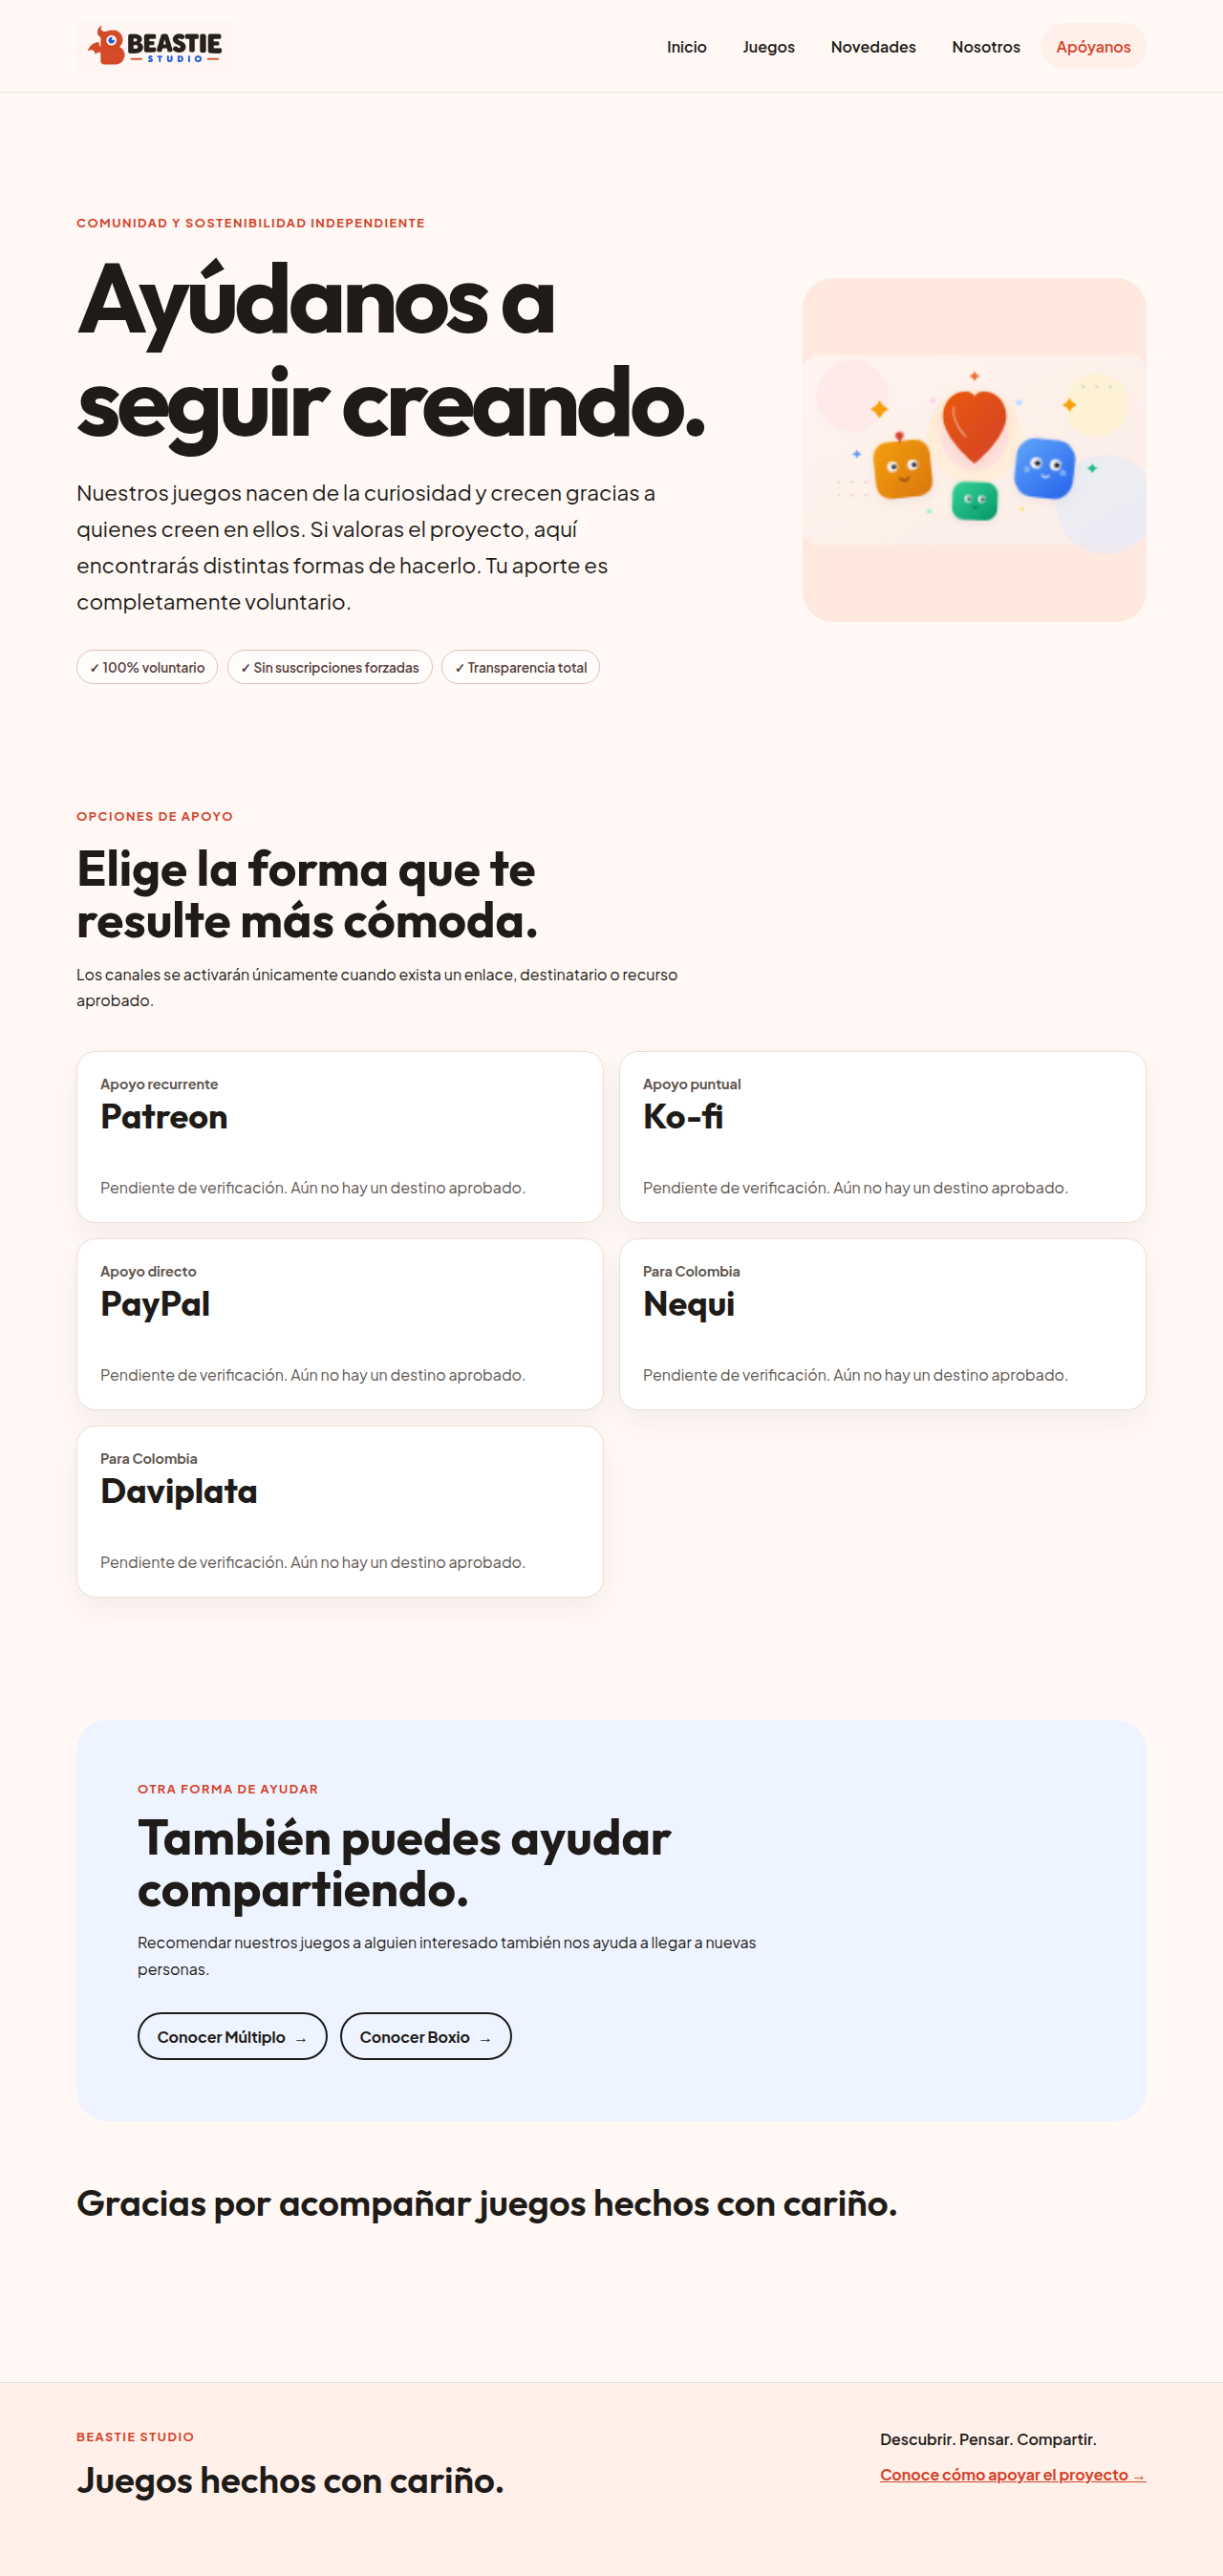 BEASTIE
STUDIO
Inicio Juegos Novedades Nosotros Apóyanos
COMUNIDAD Y SOSTENIBILIDAD INDEPENDIENTE
Ayúdanos a
seguir creando.
Nuestros juegos nacen de la curiosidad y crecen gracias a
quienes creen en ellos. Si valoras el proyecto, aquí
encontrarás distintas formas de hacerlo. Tu aporte es
completamente voluntario.
✓ 100% voluntario ✓ Sin suscripciones forzadas ✓ Transparencia total
OPCIONES DE APOYO
Elige la forma que te
resulte más cómoda.
Los canales se activarán únicamente cuando exista un enlace, destinatario o recurso
aprobado.
Apoyo recurrente
Patreon
Pendiente de verificación. Aún no hay un destino aprobado.
Apoyo puntual
Ko-fi
Pendiente de verificación. Aún no hay un destino aprobado.
Apoyo directo
PayPal
Pendiente de verificación. Aún no hay un destino aprobado.
Para Colombia
Nequi
Pendiente de verificación. Aún no hay un destino aprobado.
Para Colombia
Daviplata
Pendiente de verificación. Aún no hay un destino aprobado.
OTRA FORMA DE AYUDAR
También puedes ayudar
compartiendo.
Recomendar nuestros juegos a alguien interesado también nos ayuda a llegar a nuevas
personas.
Conocer Múltiplo → Conocer Boxio →
Gracias por acompañar juegos hechos con cariño.
BEASTIE STUDIO
Juegos hechos con cariño.
Descubrir. Pensar. Compartir.
Conoce cómo apoyar el proyecto →